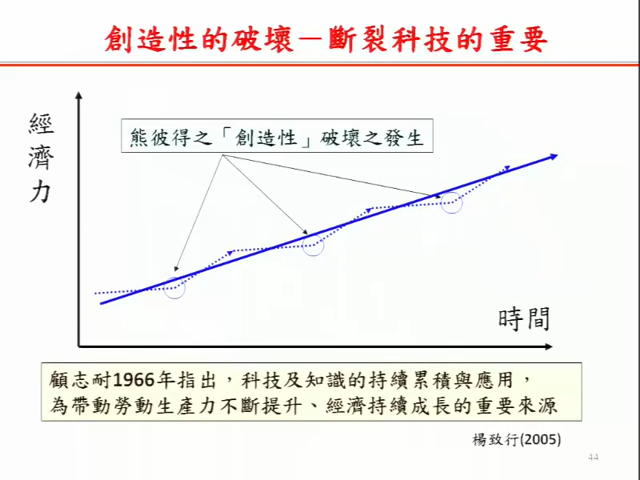 創造性的破壞－斷裂科技的重要
經濟力
熊彼得之「創造性」破壞之發生
時間
顧志耐1966年指出，科技及知識的持續累積與應用，
為帶動勞動生產力不斷提升、經濟持續成長的重要來源
楊致行(2005)
44